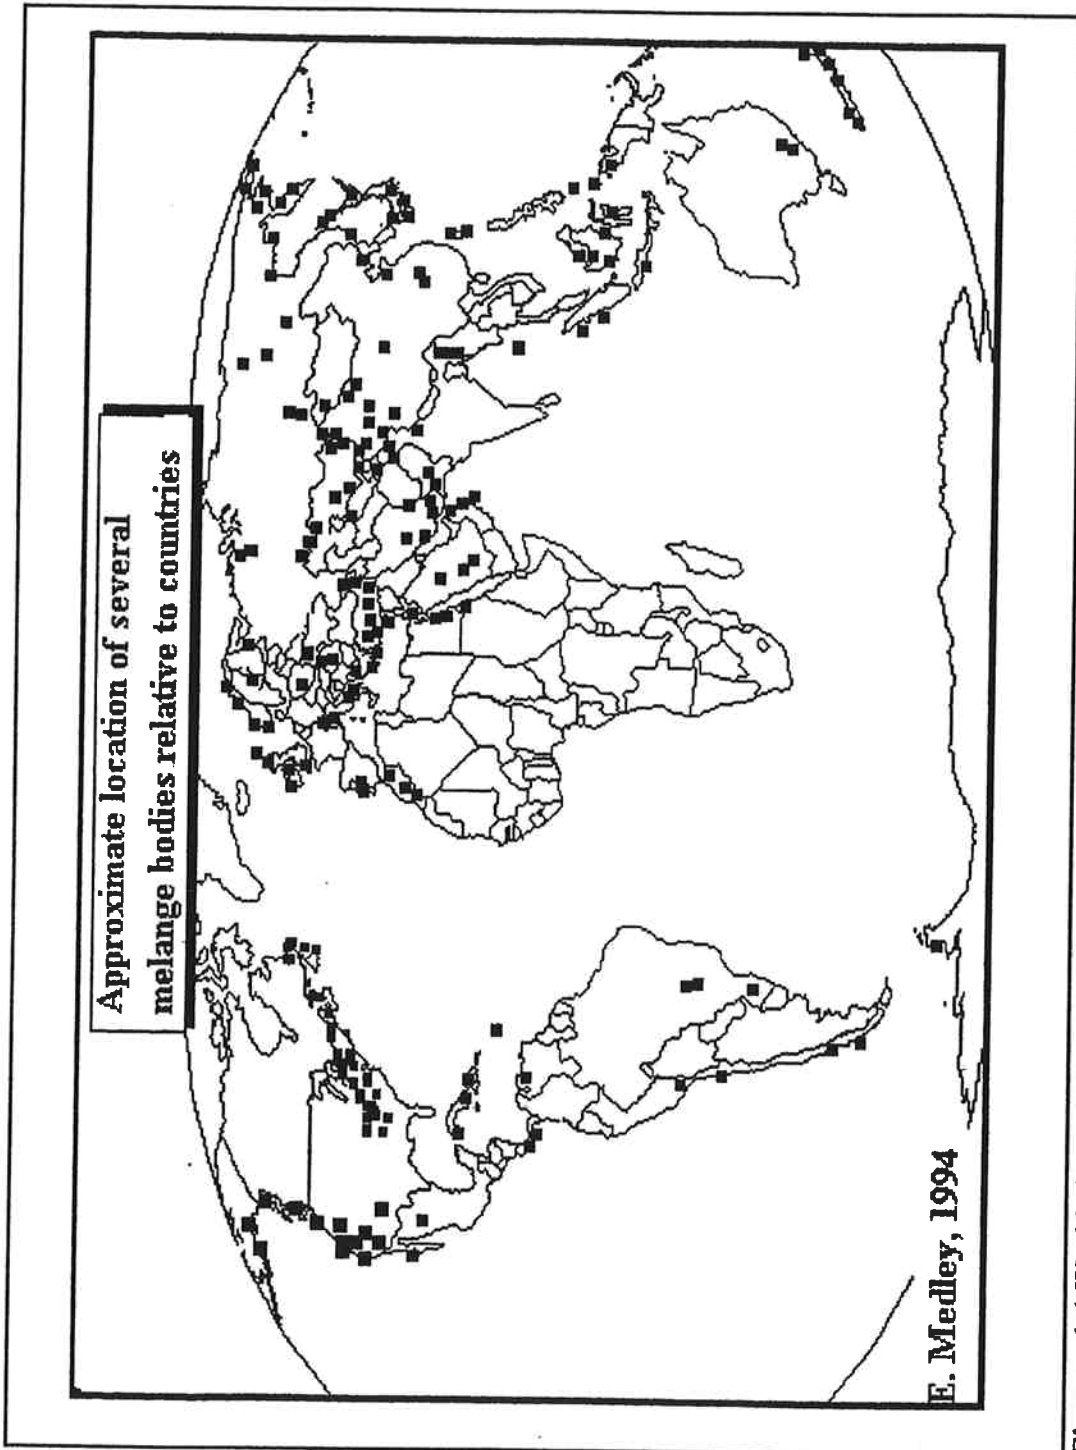 Approximate location of several
melange bodies relative to countries
E. Medley, 1994